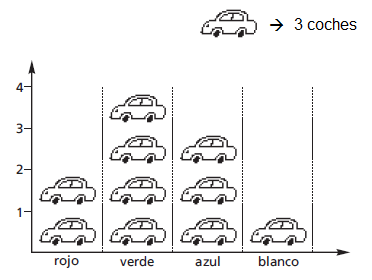 → 3 coches
4
3
2
1
rojo verde azul blanco